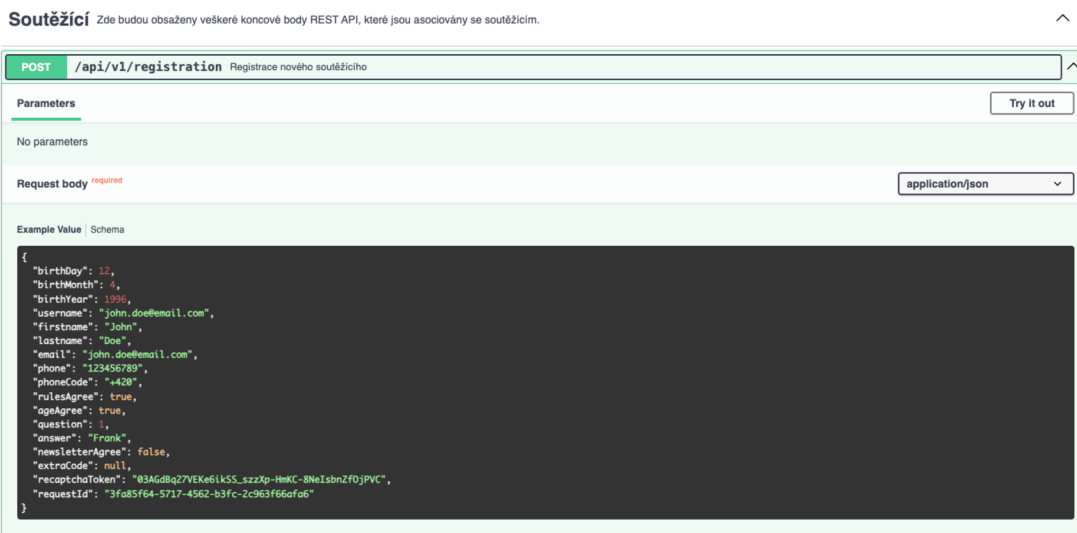 Soutěžící Zde budou obsaženy veškeré koncové body REST API, které jsou asociovány se soutěžícím.
POST /api/v1/registration Registrace nového soutěžícího
Parameters
Try it out
No parameters
Request body required
application/json
Example Value Schema
{
"birthDay": 12,
"birthMonth": 4,
"birthYear": 1996,
"username": "john.doe@email.com",
"firstname": "John",
"lastname": "Doe",
"email": "john.doe@email.com",
"phone": "123456789",
"phoneCode": "+420",
"rulesAgree": true,
"ageAgree": true,
"question": 1,
"answer": "Frank",
"newsletterAgree": false,
"extraCode": null,
"recaptchaToken": "03AGdBq27VEKe6ikSS_szzXp-HmKC-8NeIsbnZfOjPVC",
"requestId": "3fa85f64-5717-4562-b3fc-2c963f66afa6"
}